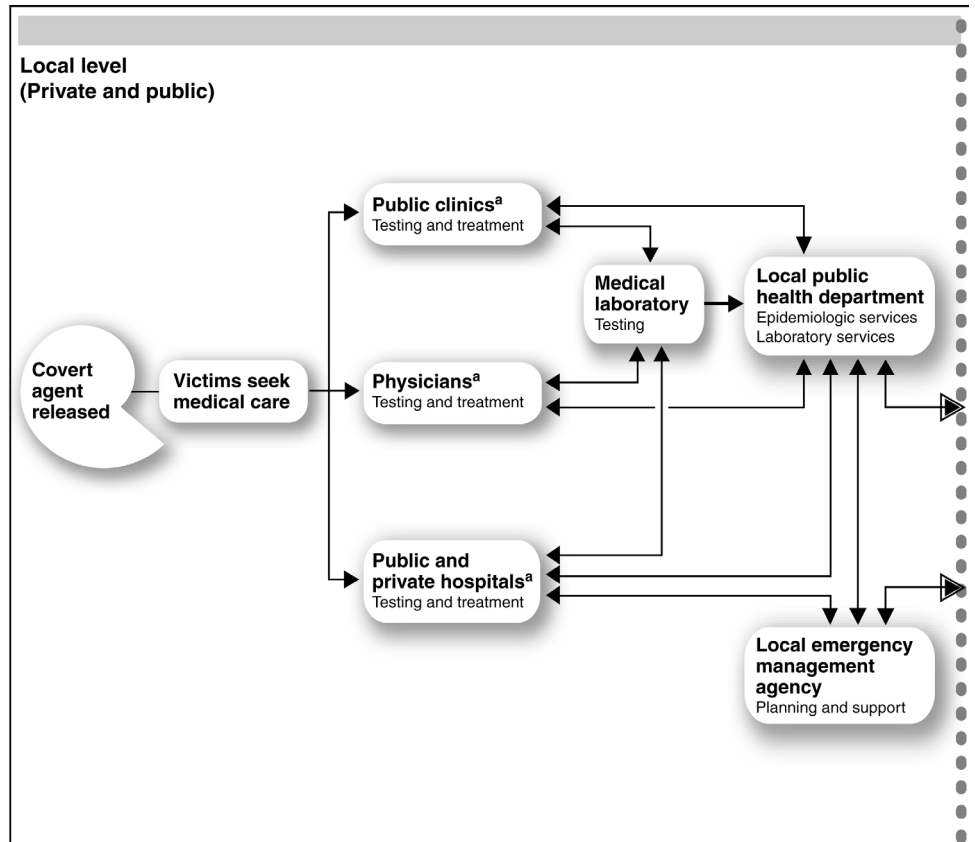 Local level
(Private and public)
Public clinicsa
Testing and treatment
Medical
laboratory
Testing
Local public
health department
Epidemiologic services
Laboratory services
Covert
agent
released
Victims seek
medical care
Physiciansa
Testing and treatment
Public and
private hospitalsa
Testing and treatment
Local emergency
management
agency
Planning and support